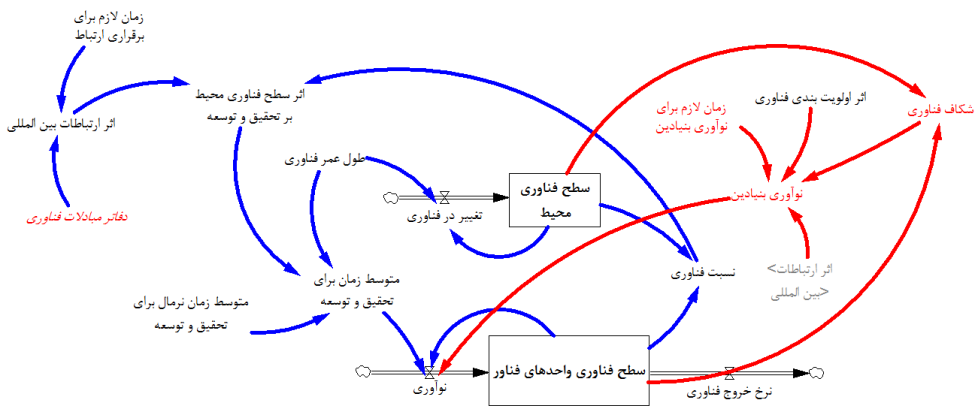 زمان لازم برای
برقراری ارتباط
اثر ارتباطات بین المللی
دفاتر مبادلات فناوری
اثر سطح فناوری محیط
بر تحقیق و توسعه
طول عمر فناوری
تغییر در فناوری
سطح فناوری
محیط
زمان لازم برای
نوآوری بنیادین
اثر اولویت بندی فناوری
شکاف فناوری
نوآوری بنیادین
<اثر ارتباطات
بین المللی>
نسبت فناوری
متوسط زمان برای
تحقیق و توسعه
متوسط زمان نرمال برای
تحقیق و توسعه
نوآوری
سطح فناوری واحدهای فناور
نرخ خروج فناوری